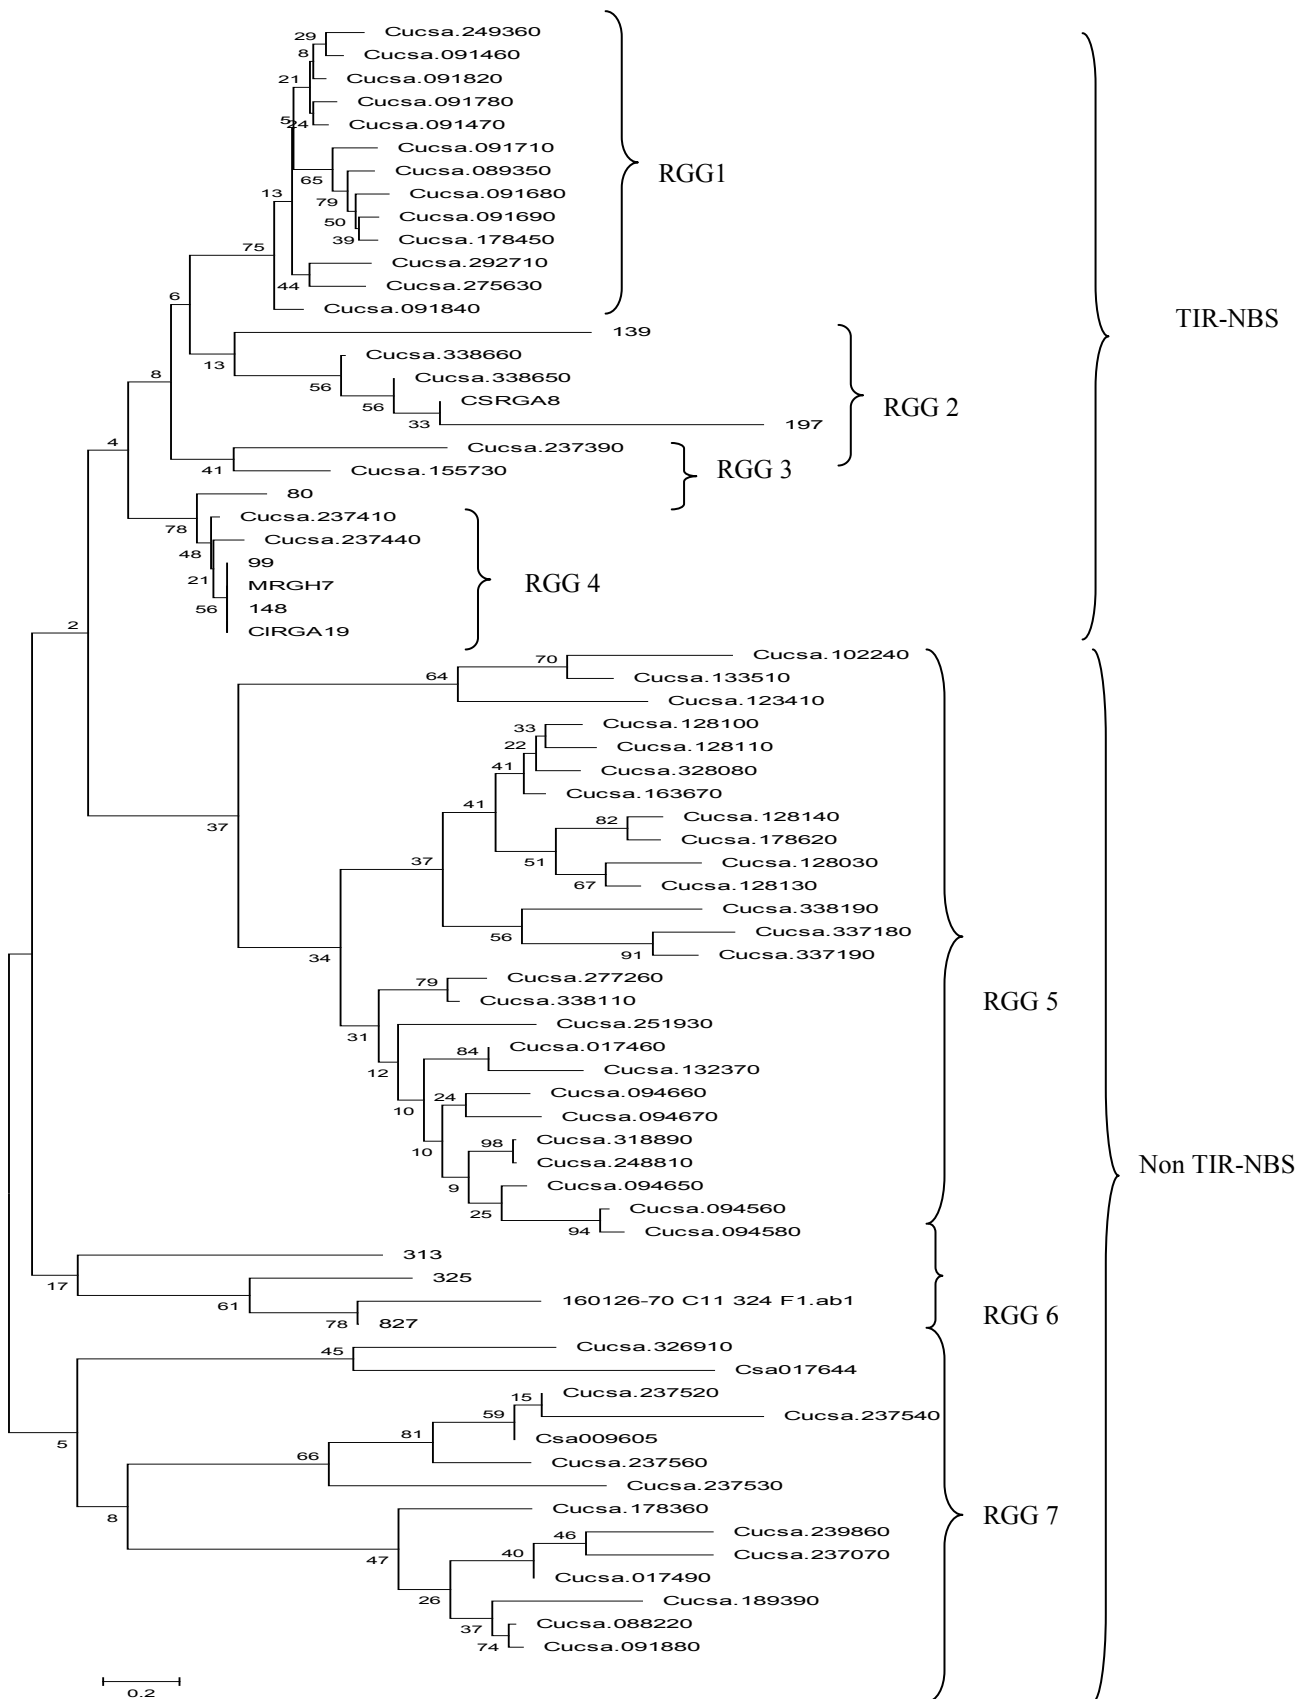 29
Cucsa.249360
8
Cucsa.091460
21
Cucsa.091820
Cucsa.091780
5
24
Cucsa.091470
Cucsa.091710
65
Cucsa.089350
RGG1
13
79
Cucsa.091680
50
Cucsa.091690
39
Cucsa.178450
75
Cucsa.292710
44
Cucsa.275630
6
Cucsa.091840
TIR-NBS
139
13
Cucsa.338660
8
56
Cucsa.338650
56
CSRGA8
RGG 2
33
197
4
Cucsa.237390
41
Cucsa.155730
RGG 3
80
78
Cucsa.237410
48
Cucsa.237440
99
21
MRGH7
RGG 4
56
148
2
CIRGA19
70
Cucsa.102240
64
Cucsa.133510
Cucsa.123410
33
Cucsa.128100
22
Cucsa.128110
41
Cucsa.328080
41
Cucsa.163670
82
Cucsa.128140
37
Cucsa.178620
37
51
Cucsa.128030
67
Cucsa.128130
Cucsa.338190
56
Cucsa.337180
34
91
Cucsa.337190
79
Cucsa.277260
Cucsa.338110
RGG 5
31
Cucsa.251930
84
Cucsa.017460
12
Cucsa.132370
24
Cucsa.094660
10
Cucsa.094670
10
98
Cucsa.318890
Cucsa.248810
Non TIR-NBS
9
Cucsa.094650
25
Cucsa.094560
94
Cucsa.094580
313
17
325
61
160126-70 C11 324 F1.ab1
RGG 6
78
827
45
Cucsa.326910
Csa017644
15
Cucsa.237520
59
Cucsa.237540
81
Csa009605
5
66
Cucsa.237560
Cucsa.237530
8
Cucsa.178360
RGG 7
46
Cucsa.239860
47
40
Cucsa.237070
Cucsa.017490
26
Cucsa.189390
37
Cucsa.088220
74
Cucsa.091880
0.2